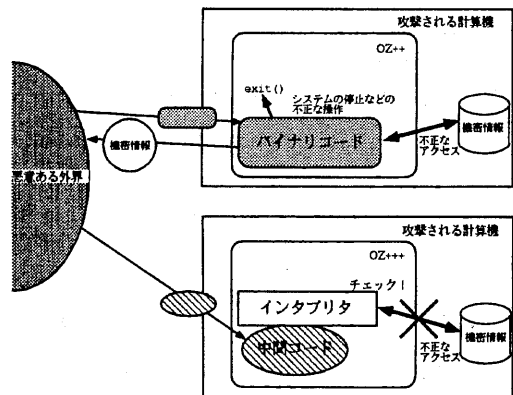 攻撃される計算機
OZ++
exit()
システムの停止などの
不正な操作
バイナリコード
機密情報
不正な
アクセス
機密情報
悪意ある外界
攻撃される計算機
OZ+++
チェック!
インタプリタ
中間コード
不正な
アクセス
機密情報